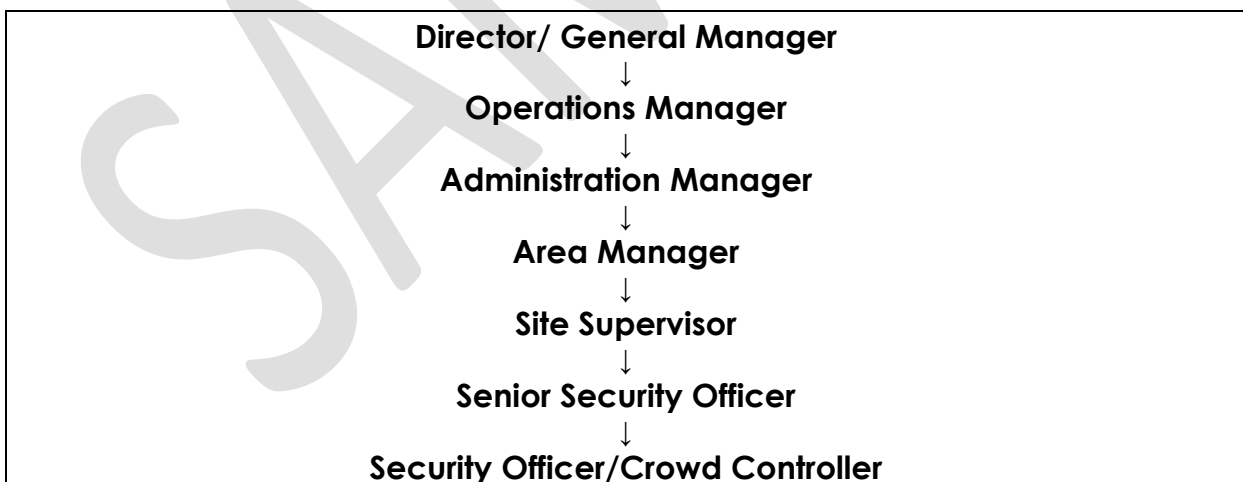 Director/ General Manager
↓
Operations Manager
↓
Administration Manager
↓
Area Manager
↓
Site Supervisor
↓
Senior Security Officer
↓
Security Officer/Crowd Controller